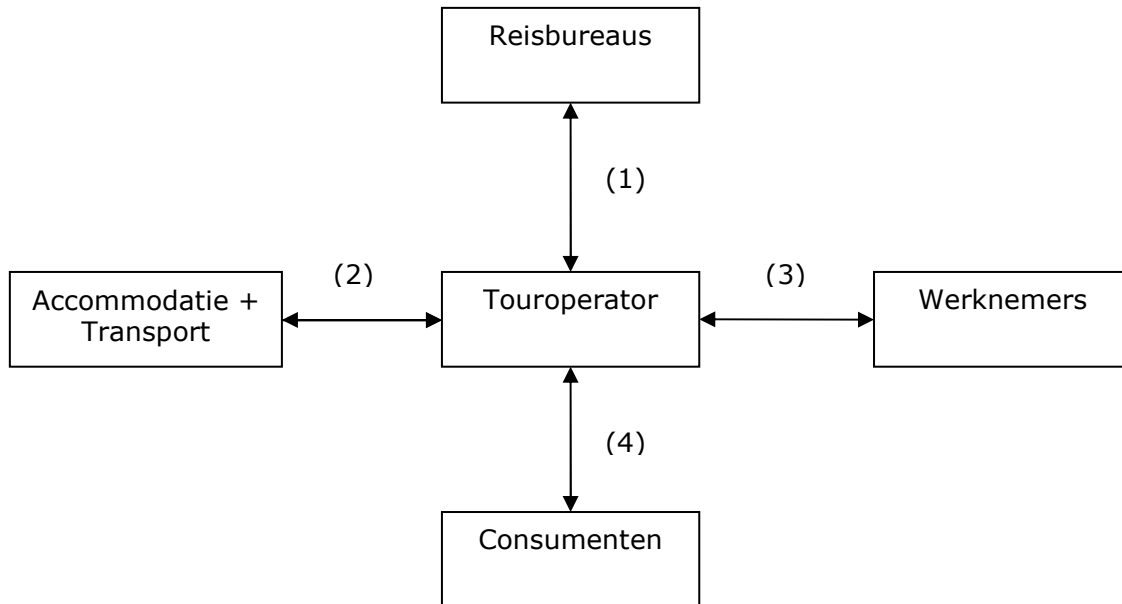 Reisbureaus
(1)
(2)
(3)
Accommodatie +
Transport
Touroperator
Werknemers
(4)
Consumenten